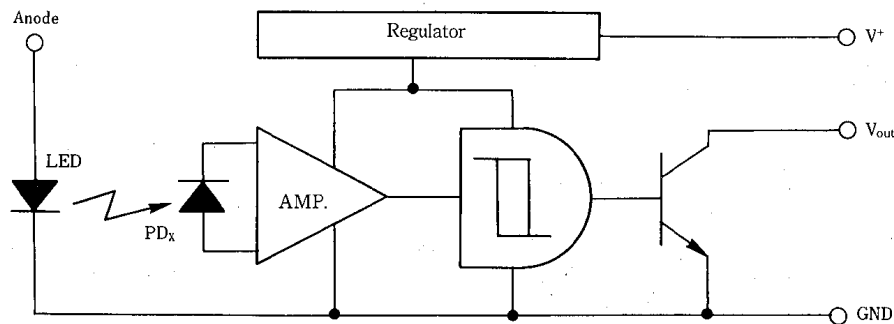 Anode
Regulator
V⁺
Vout
LED
AMP.
PDx
GND